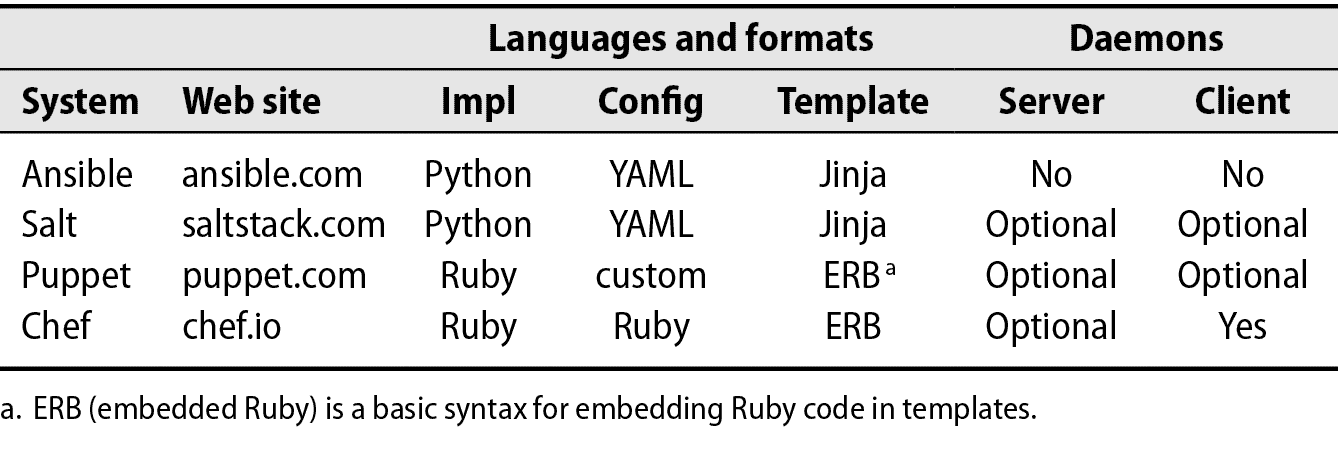 Languages and formats Daemons
System Web site Impl Config Template Server Client
Ansible ansible.com Python YAML Jinja No No
Salt saltstack.com Python YAML Jinja Optional Optional
Puppet puppet.com Ruby custom ERB a Optional Optional
Chef chef.io Ruby Ruby ERB Optional Yes
a. ERB (embedded Ruby) is a basic syntax for embedding Ruby code in templates.